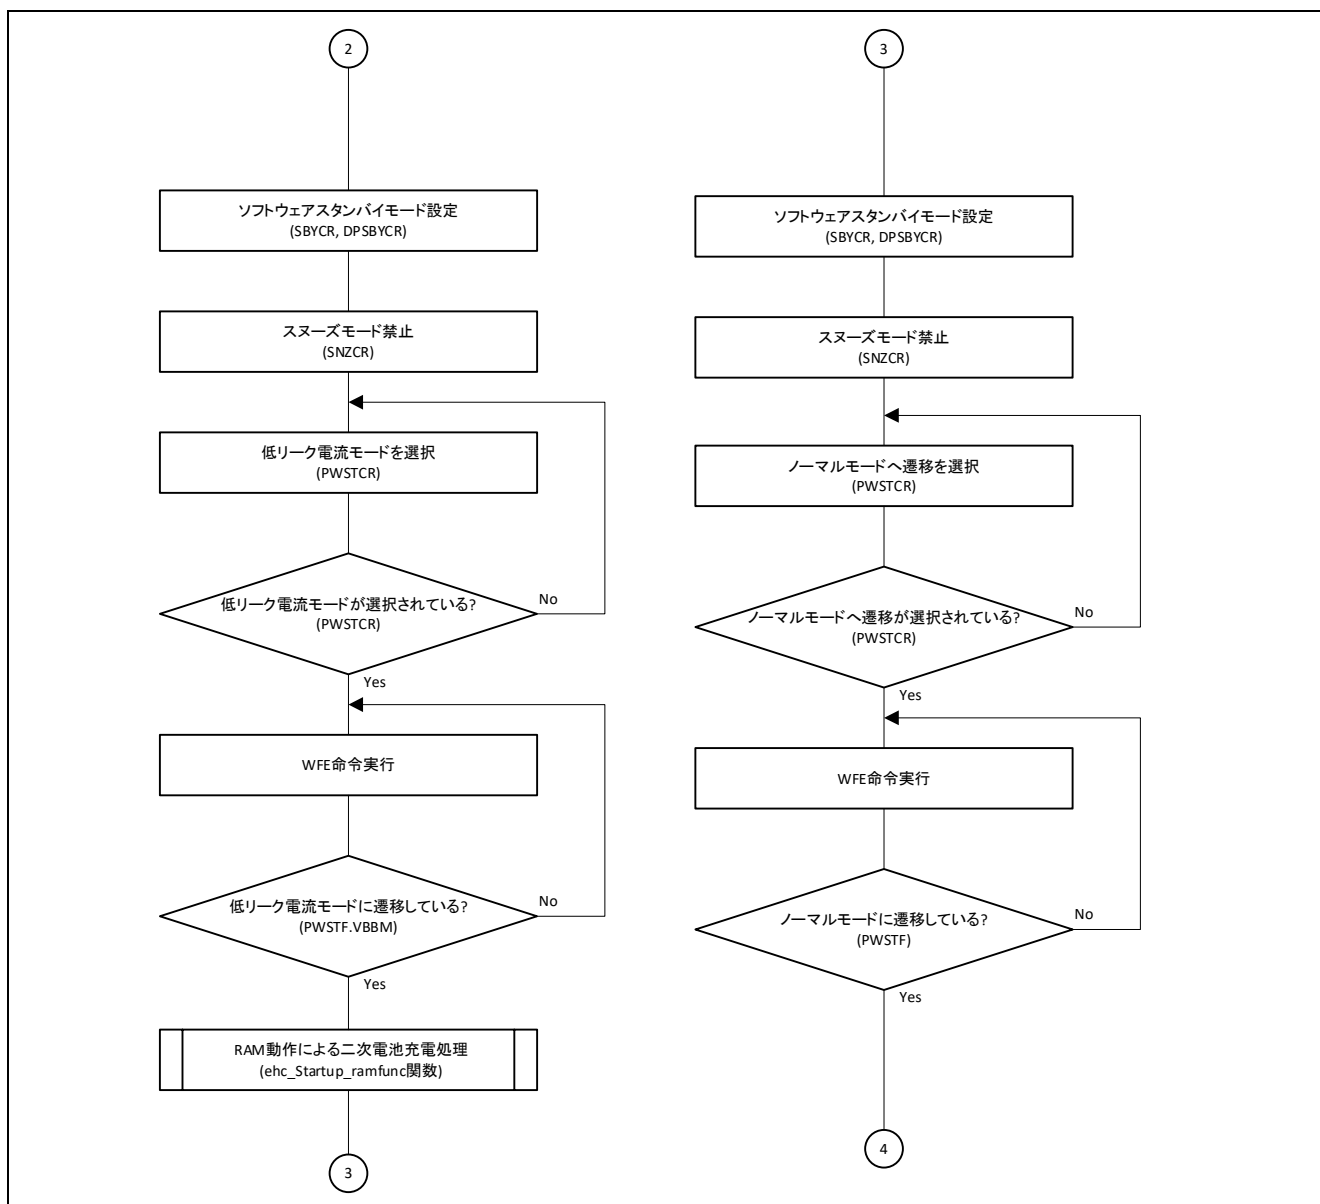 2
ソフトウェアスタンバイモード設定
(SBYCR, DPSBYCR)
スヌーズモード禁止
(SNZCR)
低リーク電流モードを選択
(PWSTCR)
低リーク電流モードが選択されている?
(PWSTCR)
No
Yes
WFE命令実行
低リーク電流モードに遷移している?
(PWSTF.VBBM)
No
Yes
RAM動作による二次電池充電処理
(ehc_Startup_ramfunc関数)
3
3
ソフトウェアスタンバイモード設定
(SBYCR, DPSBYCR)
スヌーズモード禁止
(SNZCR)
ノーマルモードへ遷移を選択
(PWSTCR)
ノーマルモードへ遷移が選択されている?
(PWSTCR)
No
Yes
WFE命令実行
ノーマルモードに遷移している?
(PWSTF)
No
Yes
4